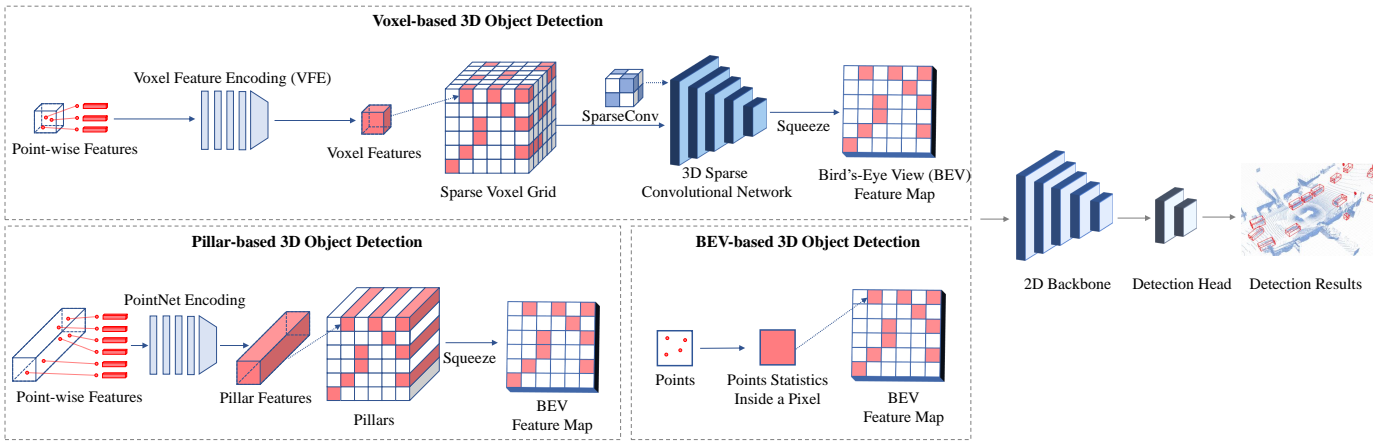 Voxel-based 3D Object Detection
Voxel Feature Encoding (VFE)
Point-wise Features
Voxel Features
Sparse Voxel Grid
SparseConv
3D Sparse
Convolutional Network
Squeeze
Bird's-Eye View (BEV)
Feature Map
Pillar-based 3D Object Detection
PointNet Encoding
Point-wise Features
Pillar Features
Pillars
Squeeze
BEV
Feature Map
BEV-based 3D Object Detection
Points
Points Statistics
Inside a Pixel
BEV
Feature Map
2D Backbone
Detection Head
Detection Results